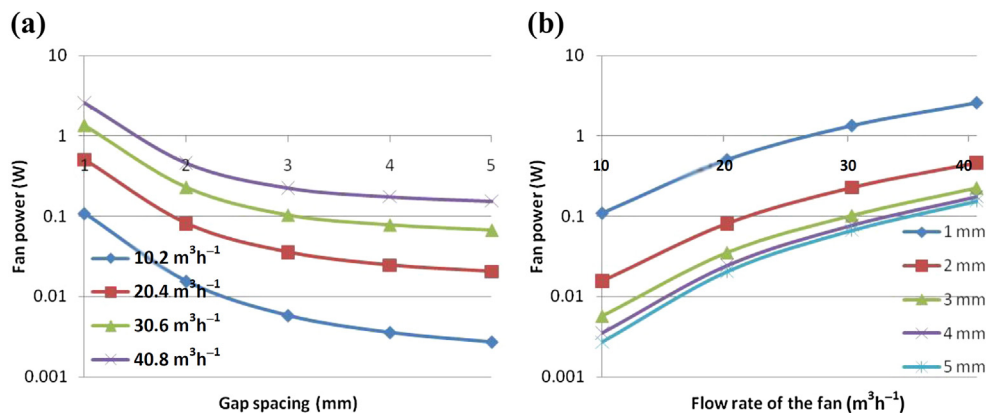 (a)
10
1
0.1
0.01
0.001
Fan power (W)
1 2 3 4 5
Gap spacing (mm)
10.2 m³h⁻¹
20.4 m³h⁻¹
30.6 m³h⁻¹
40.8 m³h⁻¹
(b)
10
1
0.1
0.01
0.001
Fan power (W)
10 20 30 40
Flow rate of the fan (m³h⁻¹)
1 mm
2 mm
3 mm
4 mm
5 mm